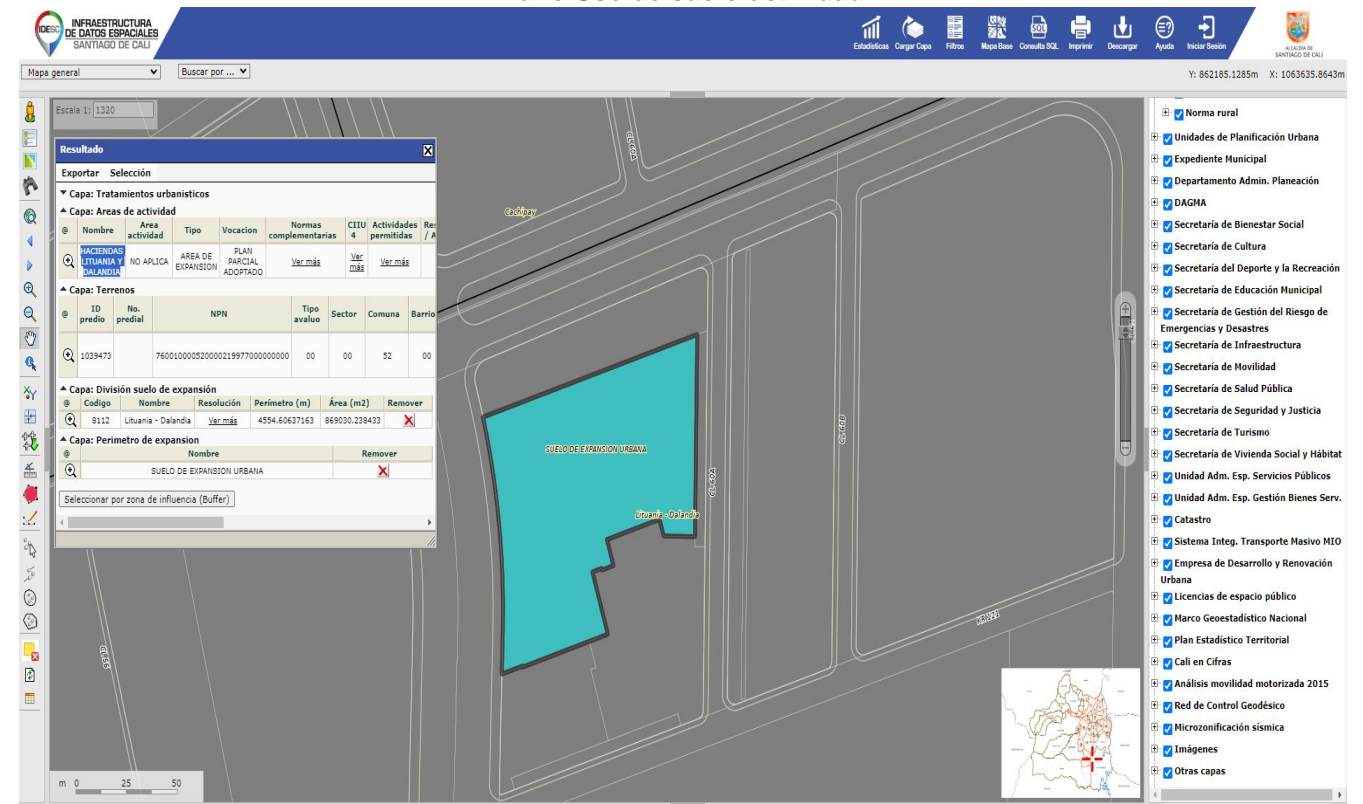 INFRAESTRUCTURA
IDESC DE DATOS ESPACIALES
SANTIAGO DE CALI
Estadísticas Cargar Capa Filtros Mapa Base Consulta SQL Imprimir Descargar Ayuda Iniciar Sesión
ALCALDÍA DE
SANTIAGO DE CALI
Mapa general Buscar por ... Y: 862185.1285m X: 1063635.8643m
Escala 1: 1320
Resultado
Exportar Selección
Capa: Tratamientos urbanisticos
Capa: Areas de actividad
@ Nombre Area actividad Tipo Vocacion Normas complementarias CIIU 4 Actividades permitidas
HACIENDAS LITUANIA Y DALANDIA NO APLICA AREA DE EXPANSION PLAN PARCIAL ADOPTADO Ver más Ver más Ver más
Capa: Terrenos
@ ID predio No. predial NPN Tipo avaluo Sector Comuna Barrio
1039473 760010000520000219977000000000 00 00 52 00
Capa: División suelo de expansión
@ Codigo Nombre Resolución Perímetro (m) Área (m2) Remover
8112 Lituania - Dalandia Ver más 4554.60637163 869030.238433
Capa: Perimetro de expansion
@ Nombre Remover
SUELO DE EXPANSION URBANA
Seleccionar por zona de influencia (Buffer)
Cachipay
CL 60A
SUELO DE EXPANSION URBANA
Lituania - Dalandia
CL 60A
CL 60B
KR 121
CL 56
m 0 25 50
Norma rural
Unidades de Planificación Urbana
Expediente Municipal
Departamento Admin. Planeación
DAGMA
Secretaría de Bienestar Social
Secretaría de Cultura
Secretaría del Deporte y la Recreación
Secretaría de Educación Municipal
Secretaría de Gestión del Riesgo de
Emergencias y Desastres
Secretaría de Infraestructura
Secretaría de Movilidad
Secretaría de Salud Pública
Secretaría de Seguridad y Justicia
Secretaría de Turismo
Secretaría de Vivienda Social y Hábitat
Unidad Adm. Esp. Servicios Públicos
Unidad Adm. Esp. Gestión Bienes Serv.
Catastro
Sistema Integ. Transporte Masivo MIO
Empresa de Desarrollo y Renovación
Urbana
Licencias de espacio público
Marco Geoestadístico Nacional
Plan Estadístico Territorial
Cali en Cifras
Análisis movilidad motorizada 2015
Red de Control Geodésico
Microzonificación sísmica
Imágenes
Otras capas